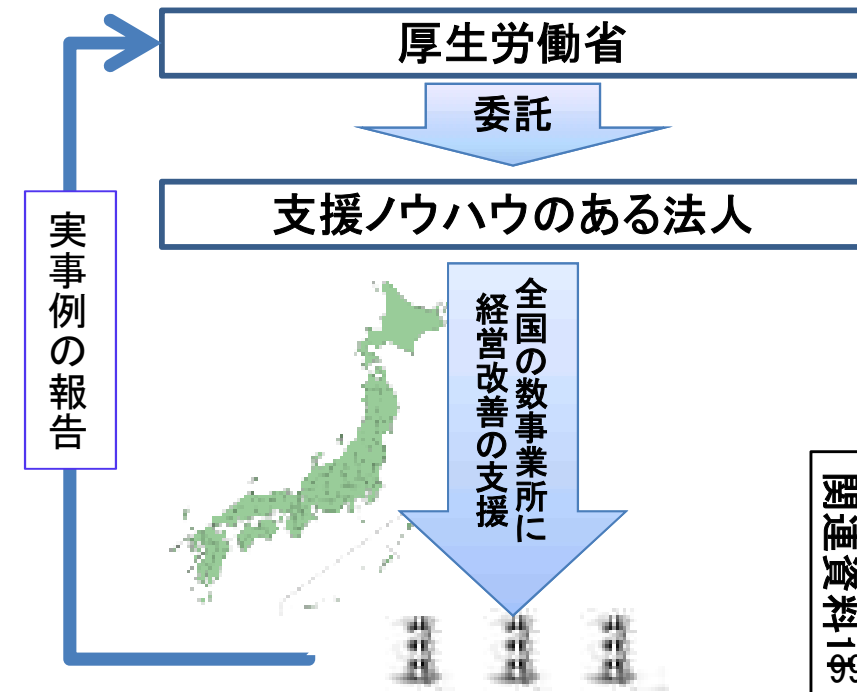 厚生労働省
委託
支援ノウハウのある法人
全国の数事業所に
経営改善の支援
実事例の報告
関連資料